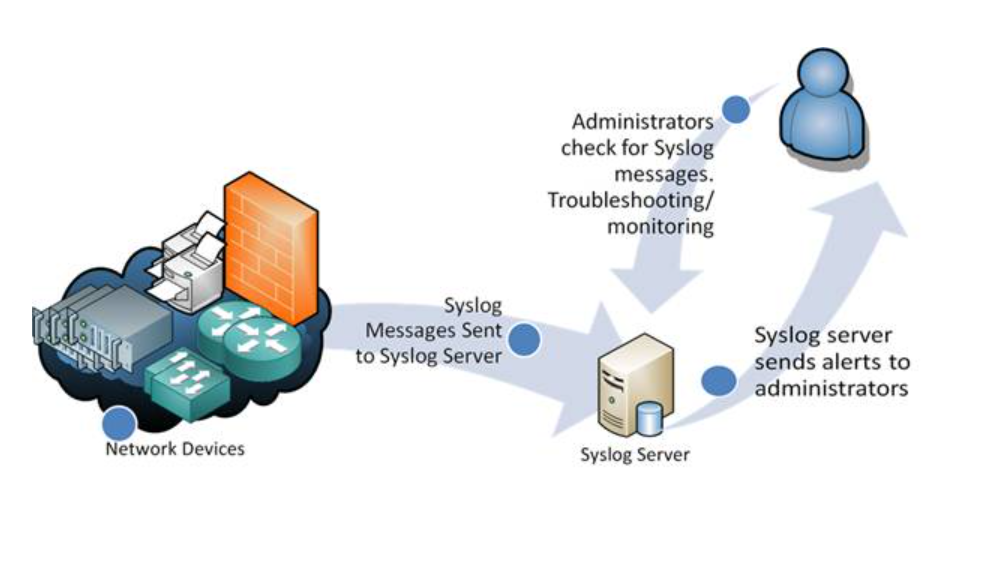 Administrators
check for Syslog
messages.
Troubleshooting/
monitoring
Syslog
Messages Sent
to Syslog Server
Syslog server
sends alerts to
administrators
Network Devices
Syslog Server